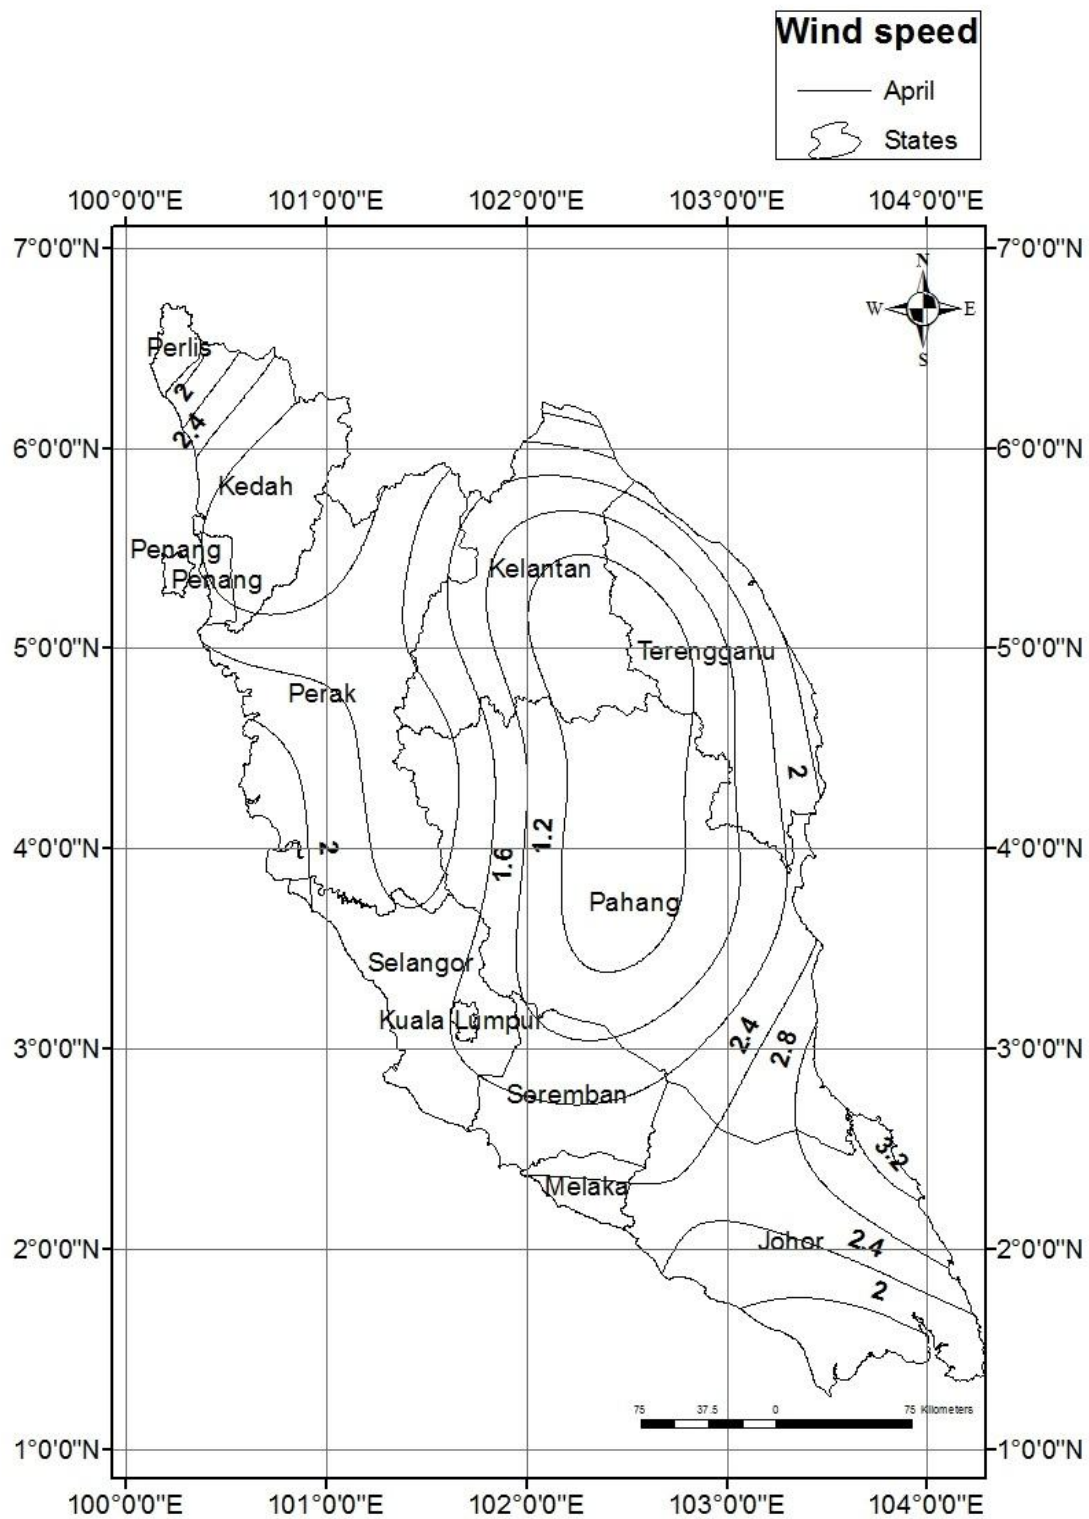 Wind speed
April
States
100°0'0"E 101°0'0"E 102°0'0"E 103°0'0"E 104°0'0"E
7°0'0"N 7°0'0"N
N
W E
S
Perlis
2
2.4
6°0'0"N 6°0'0"N
Kedah
Penang
Kelantan
Penang
5°0'0"N 5°0'0"N
Terengganu
Perak
2
1.2
2
4°0'0"N 4°0'0"N
1.6
Pahang
Selangor
Kuala Lumpur
2.4
2.8
3°0'0"N 3°0'0"N
Seremban
3.2
Melaka
2°0'0"N Johor 2.4 2°0'0"N
2
75 37.5 0 75 Kilometers
1°0'0"N 1°0'0"N
100°0'0"E 101°0'0"E 102°0'0"E 103°0'0"E 104°0'0"E